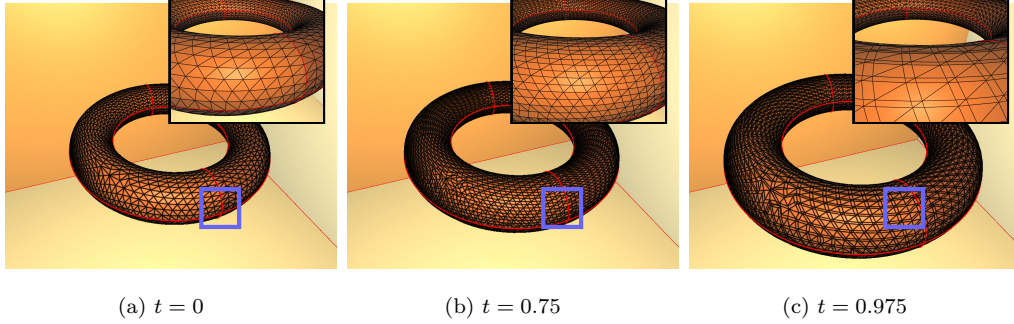 (a) t = 0
(b) t = 0.75
(c) t = 0.975